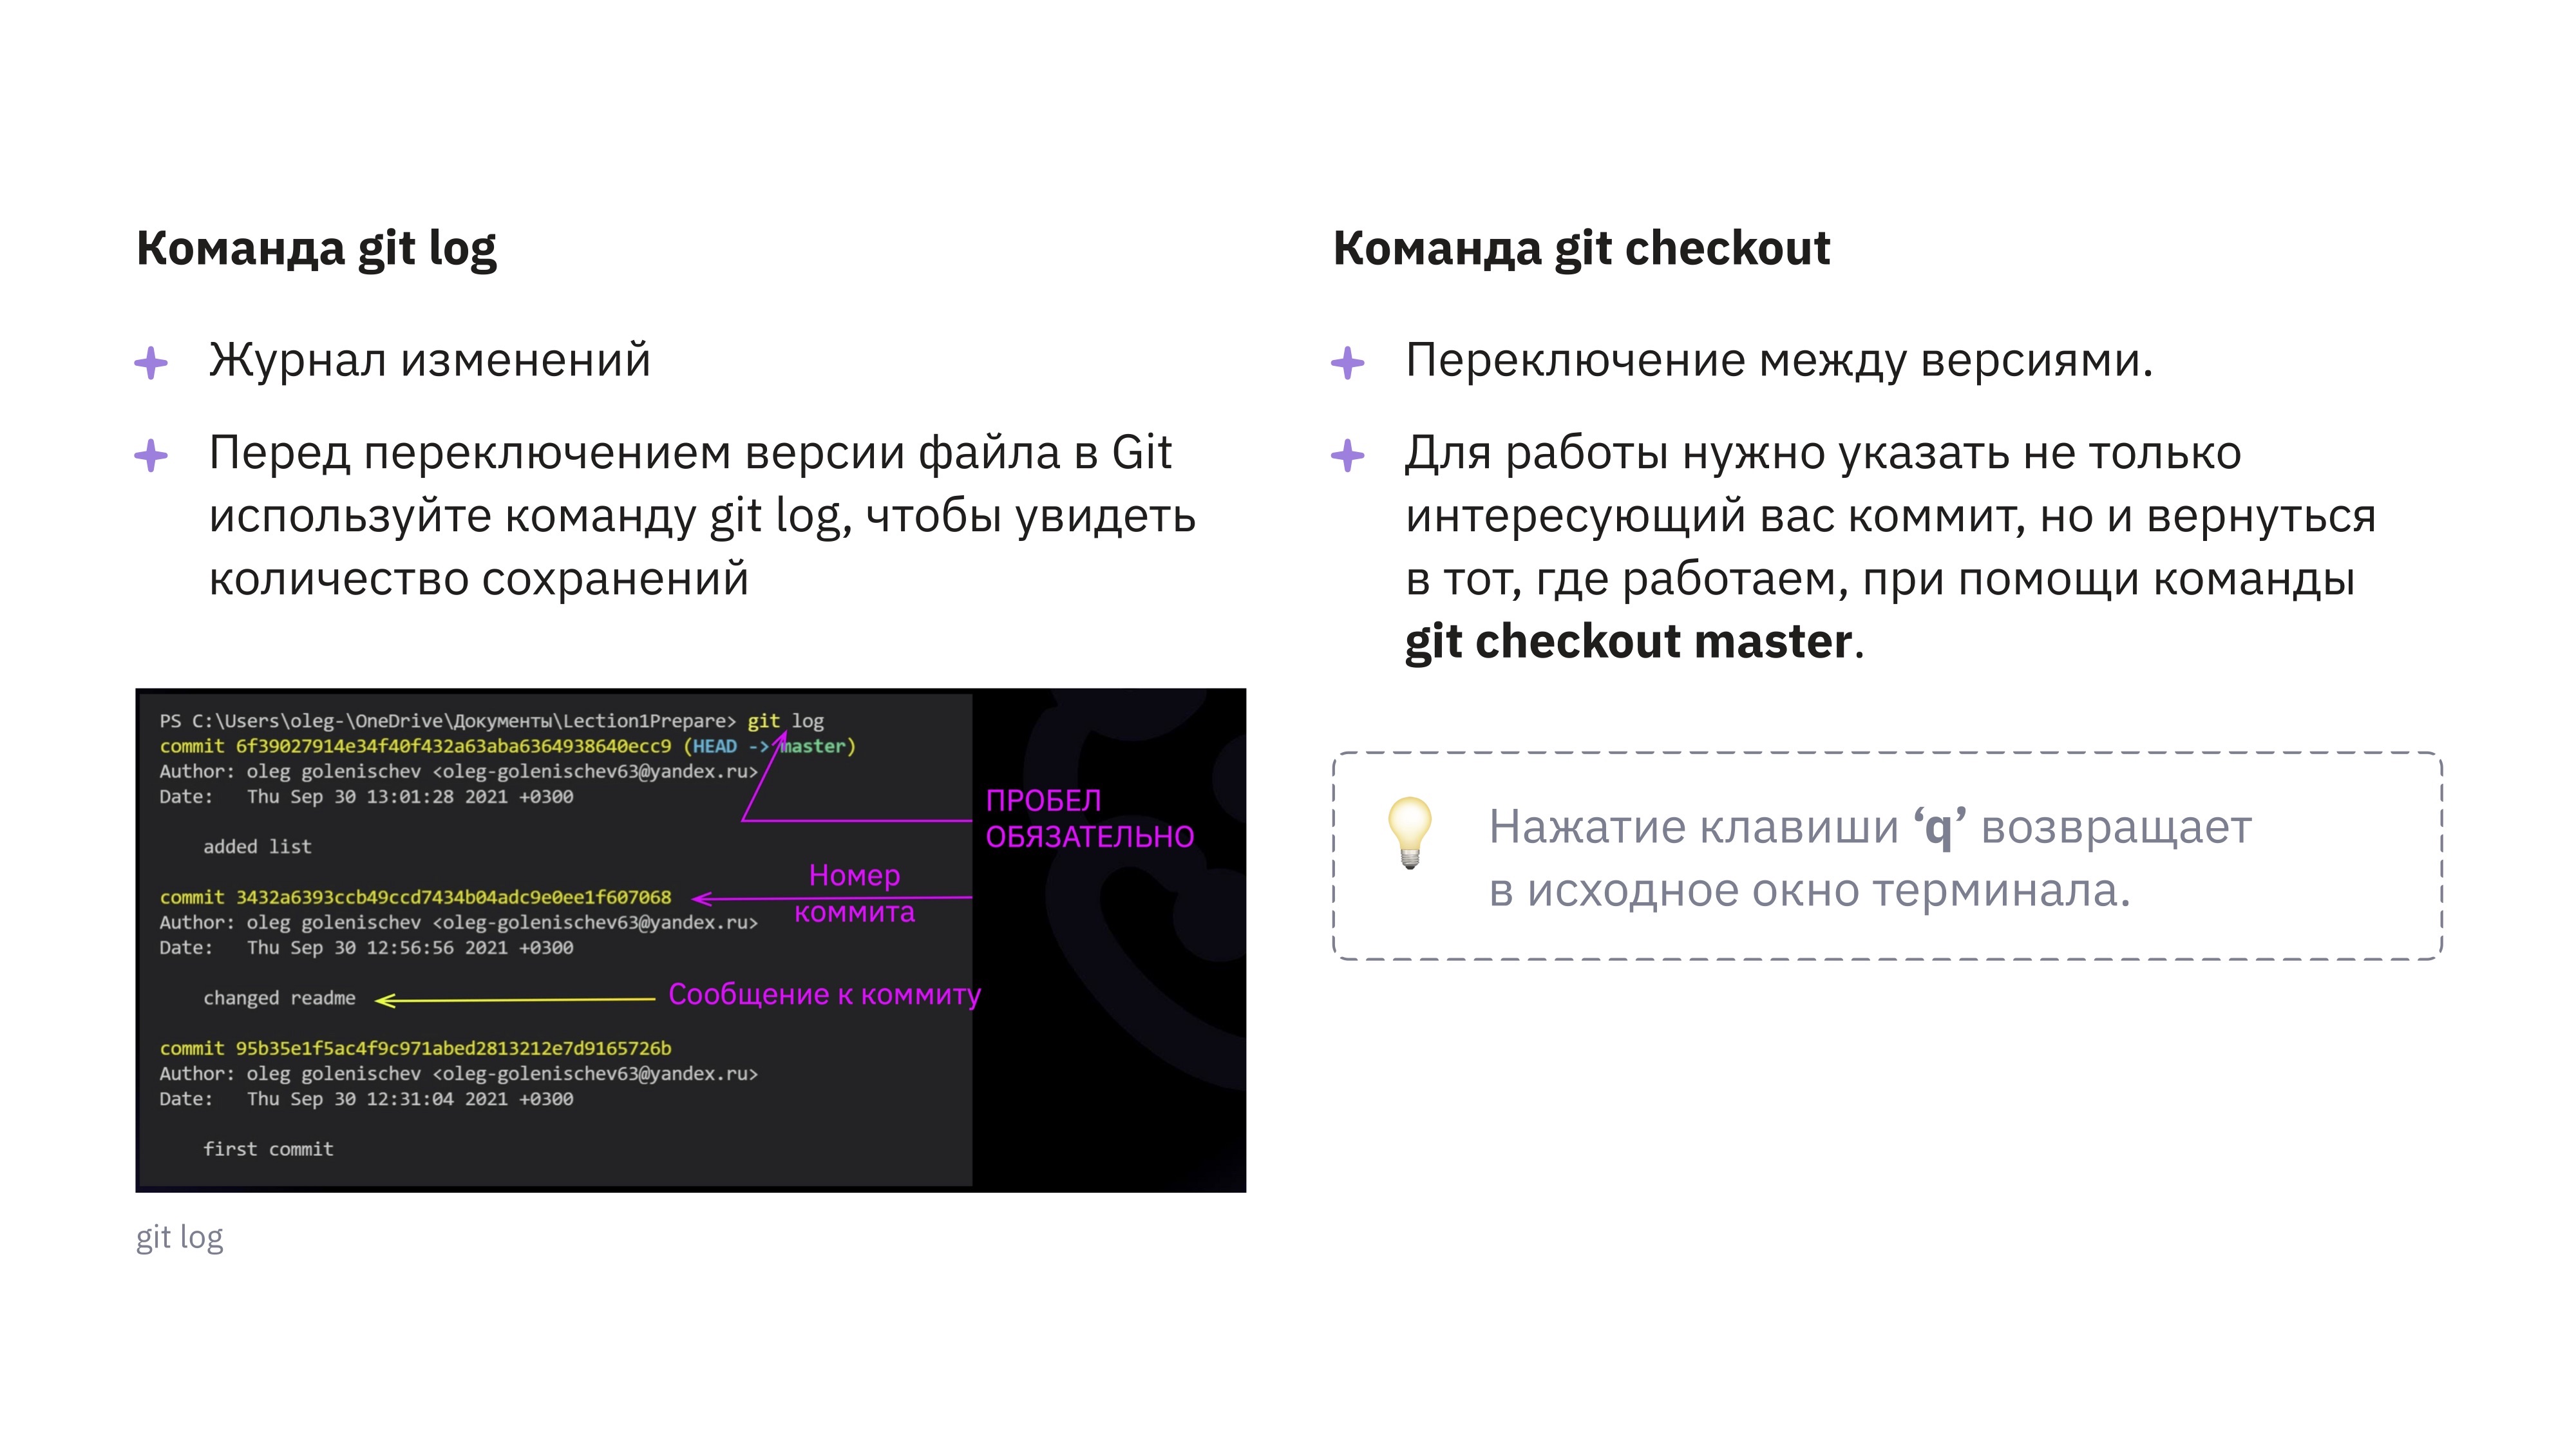 Команда git log
Журнал изменений
Перед переключением версии файла в Git
используйте команду git log, чтобы увидеть
количество сохранений
PS C:\Users\oleg-\OneDrive\Документы\Lection1Prepare> git log
commit 6f39027914e34f40f432a63aba6364938640ecc9 (HEAD -> master)
Author: oleg golenischev <oleg-golenischev63@yandex.ru>
Date:   Thu Sep 30 13:01:28 2021 +0300
ПРОБЕЛ
ОБЯЗАТЕЛЬНО
added list
Номер
коммита
commit 3432a6393ccb49ccd7434b04adc9e0ee1f607068
Author: oleg golenischev <oleg-golenischev63@yandex.ru>
Date:   Thu Sep 30 12:56:56 2021 +0300
changed readme
Сообщение к коммиту
commit 95b35e1f5ac4f9c971abed2813212e7d9165726b
Author: oleg golenischev <oleg-golenischev63@yandex.ru>
Date:   Thu Sep 30 12:31:04 2021 +0300
first commit
git log
Команда git checkout
Переключение между версиями.
Для работы нужно указать не только
интересующий вас коммит, но и вернуться
в тот, где работаем, при помощи команды
git checkout master.
Нажатие клавиши ‘q’ возвращает
в исходное окно терминала.